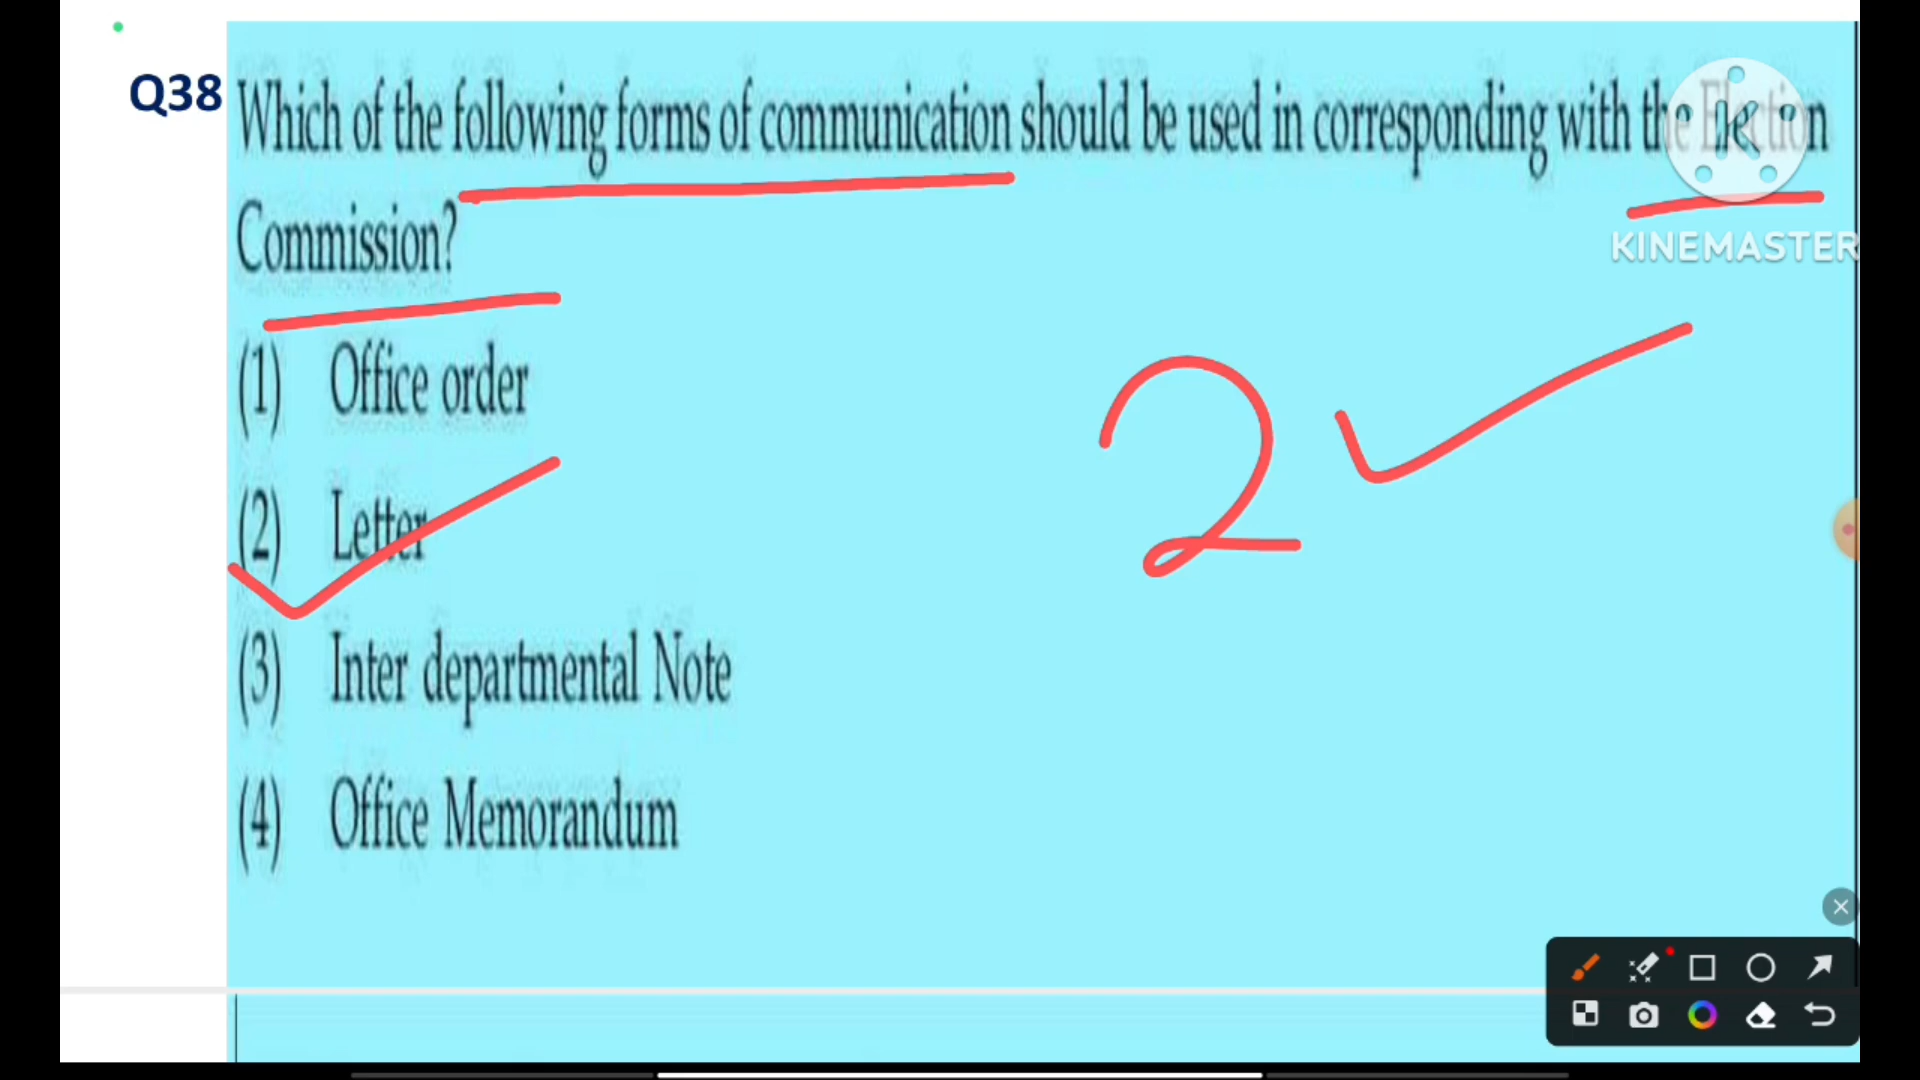 Q38 Which of the following forms of communication should be used in corresponding with the Election
Commission?
KINEMASTER
(1) Office order
2
(2) Letter
(3) Inter departmental Note
(4) Office Memorandum